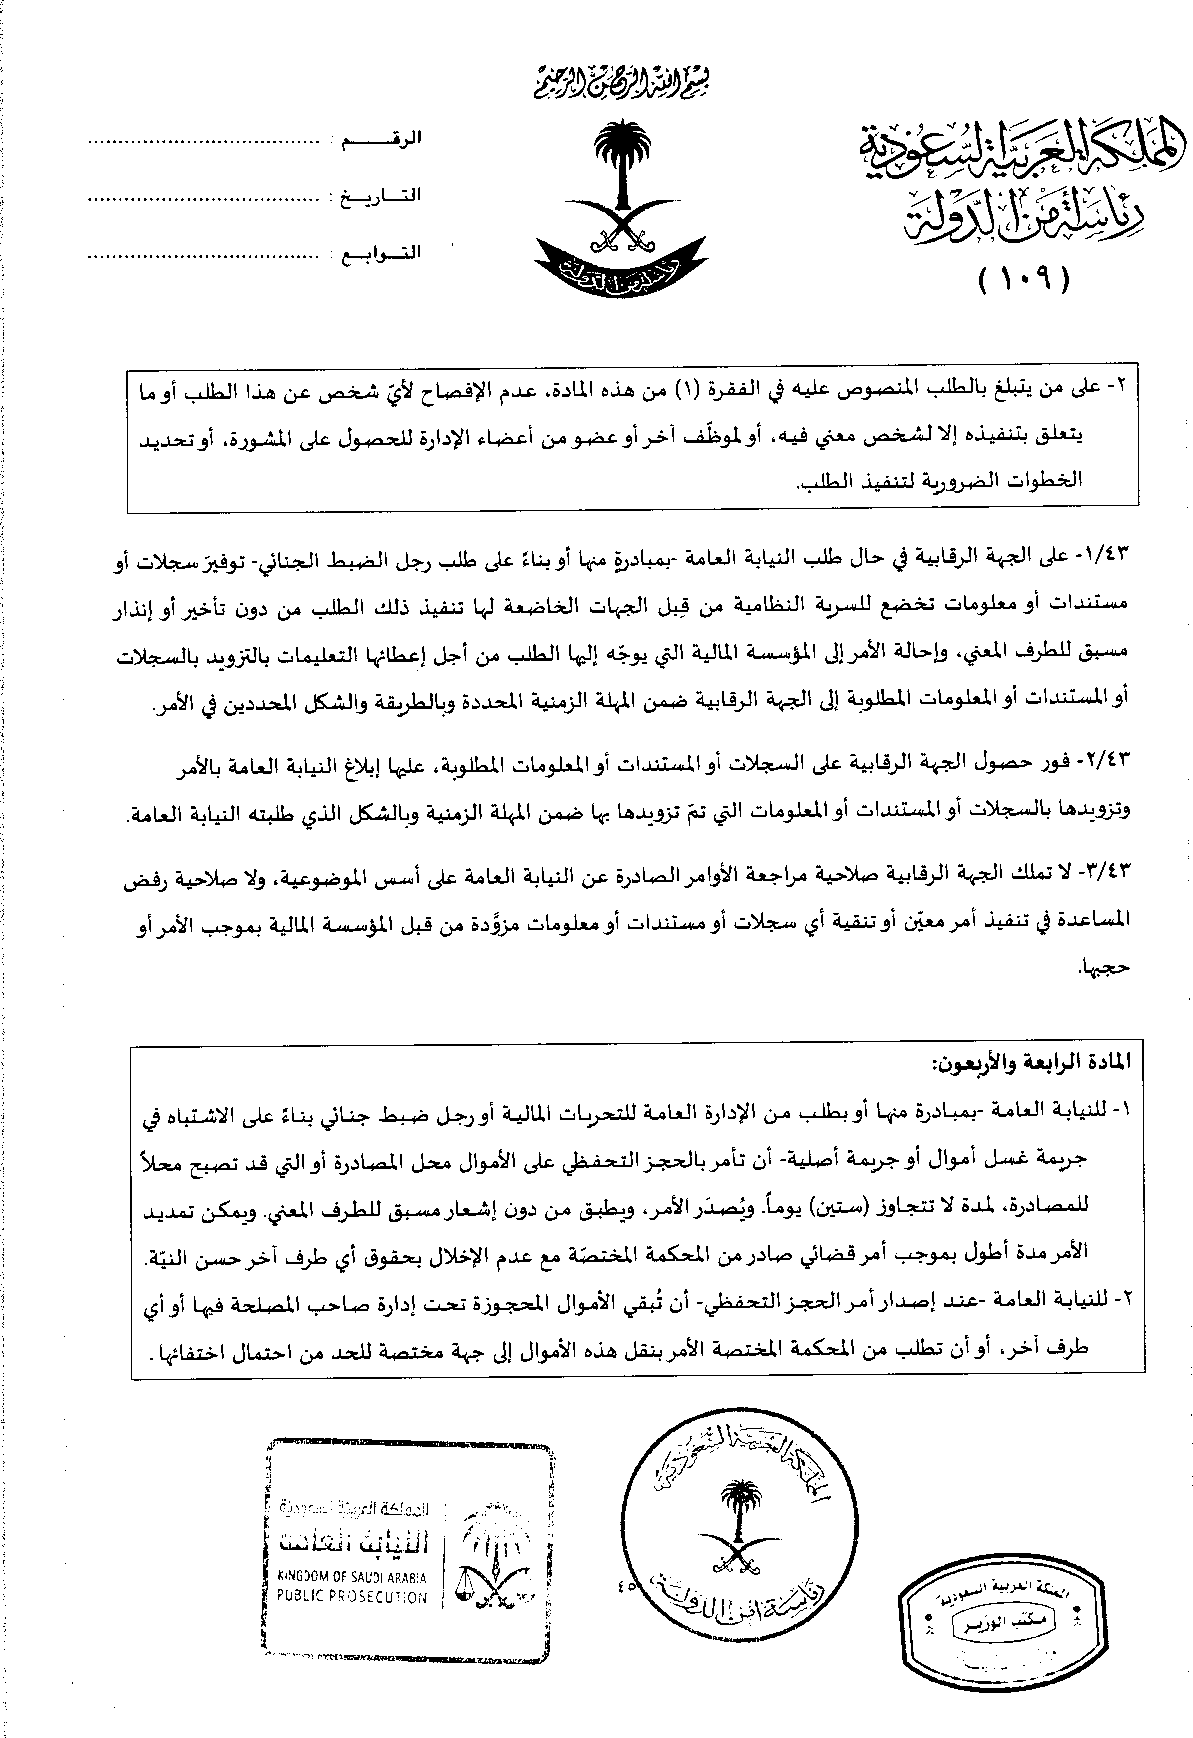 بسم الله الرحمن الرحيم
المملكة العربية السعودية
رئاسة أمن الدولة
(١٠٩)
الرقـــــم : ......................................
التـاريـخ : ......................................
التـوابـع : ......................................
رئاسة أمن الدولة
٢- على من يتبلغ بالطلب المنصوص عليه في الفقرة (١) من هذه المادة، عدم الإفصاح لأيّ شخص عن هذا الطلب أو ما
يتعلق بتنفيذه إلا لشخص معني فيه، أو لموظّف آخر أو عضو من أعضاء الإدارة للحصول على المشورة، أو تحديد
الخطوات الضرورية لتنفيذ الطلب.
١/٤٣- على الجهة الرقابية في حال طلب النيابة العامة -بمبادرةٍ منها أو بناءً على طلب رجل الضبط الجنائي- توفيرَ سجلات أو
مستندات أو معلومات تخضع للسرية النظامية من قِبل الجهات الخاضعة لها تنفيذ ذلك الطلب من دون تأخير أو إنذار
مسبق للطرف المعني، وإحالة الأمر إلى المؤسسة المالية التي يوجّه إليها الطلب من أجل إعطائها التعليمات بالتزويد بالسجلات
أو المستندات أو المعلومات المطلوبة إلى الجهة الرقابية ضمن المهلة الزمنية المحددة وبالطريقة والشكل المحددين في الأمر.
٢/٤٣- فور حصول الجهة الرقابية على السجلات أو المستندات أو المعلومات المطلوبة، عليها إبلاغ النيابة العامة بالأمر
وتزويدها بالسجلات أو المستندات أو المعلومات التي تمّ تزويدها بها ضمن المهلة الزمنية وبالشكل الذي طلبته النيابة العامة.
٣/٤٣- لا تملك الجهة الرقابية صلاحية مراجعة الأوامر الصادرة عن النيابة العامة على أسس الموضوعية، ولا صلاحية رفض
المساعدة في تنفيذ أمر معيّن أو تنقية أي سجلات أو مستندات أو معلومات مزوَّدة من قبل المؤسسة المالية بموجب الأمر أو
حجبها.
المادة الرابعة والأربعون:
١- للنيابة العامة -بمبادرة منها أو بطلب من الإدارة العامة للتحريات المالية أو رجل ضبط جنائي بناءً على الاشتباه في
جريمة غسل أموال أو جريمة أصلية- أن تأمر بالحجز التحفظي على الأموال محل المصادرة أو التي قد تصبح محلاً
للمصادرة، لمدة لا تتجاوز (ستين) يوماً. ويُصدَر الأمر، ويطبق من دون إشعار مسبق للطرف المعني. ويمكن تمديد
الأمر مدة أطول بموجب أمر قضائي صادر من المحكمة المختصّة مع عدم الإخلال بحقوق أي طرف آخر حسن النيّة.
٢- للنيابة العامة -عند إصدار أمر الحجز التحفظي- أن تُبقي الأموال المحجوزة تحت إدارة صاحب المصلحة فيها أو أي
طرف آخر، أو أن تطلب من المحكمة المختصة الأمر بنقل هذه الأموال إلى جهة مختصة للحد من احتمال اختفائها.
المملكة العربية السعودية
رئاسة أمن الدولة
المملكة العربية السعودية
النيابة العامة
KINGDOM OF SAUDI ARABIA
PUBLIC PROSECUTION
٤٥
المملكة العربية السعودية
مكتب الوزير